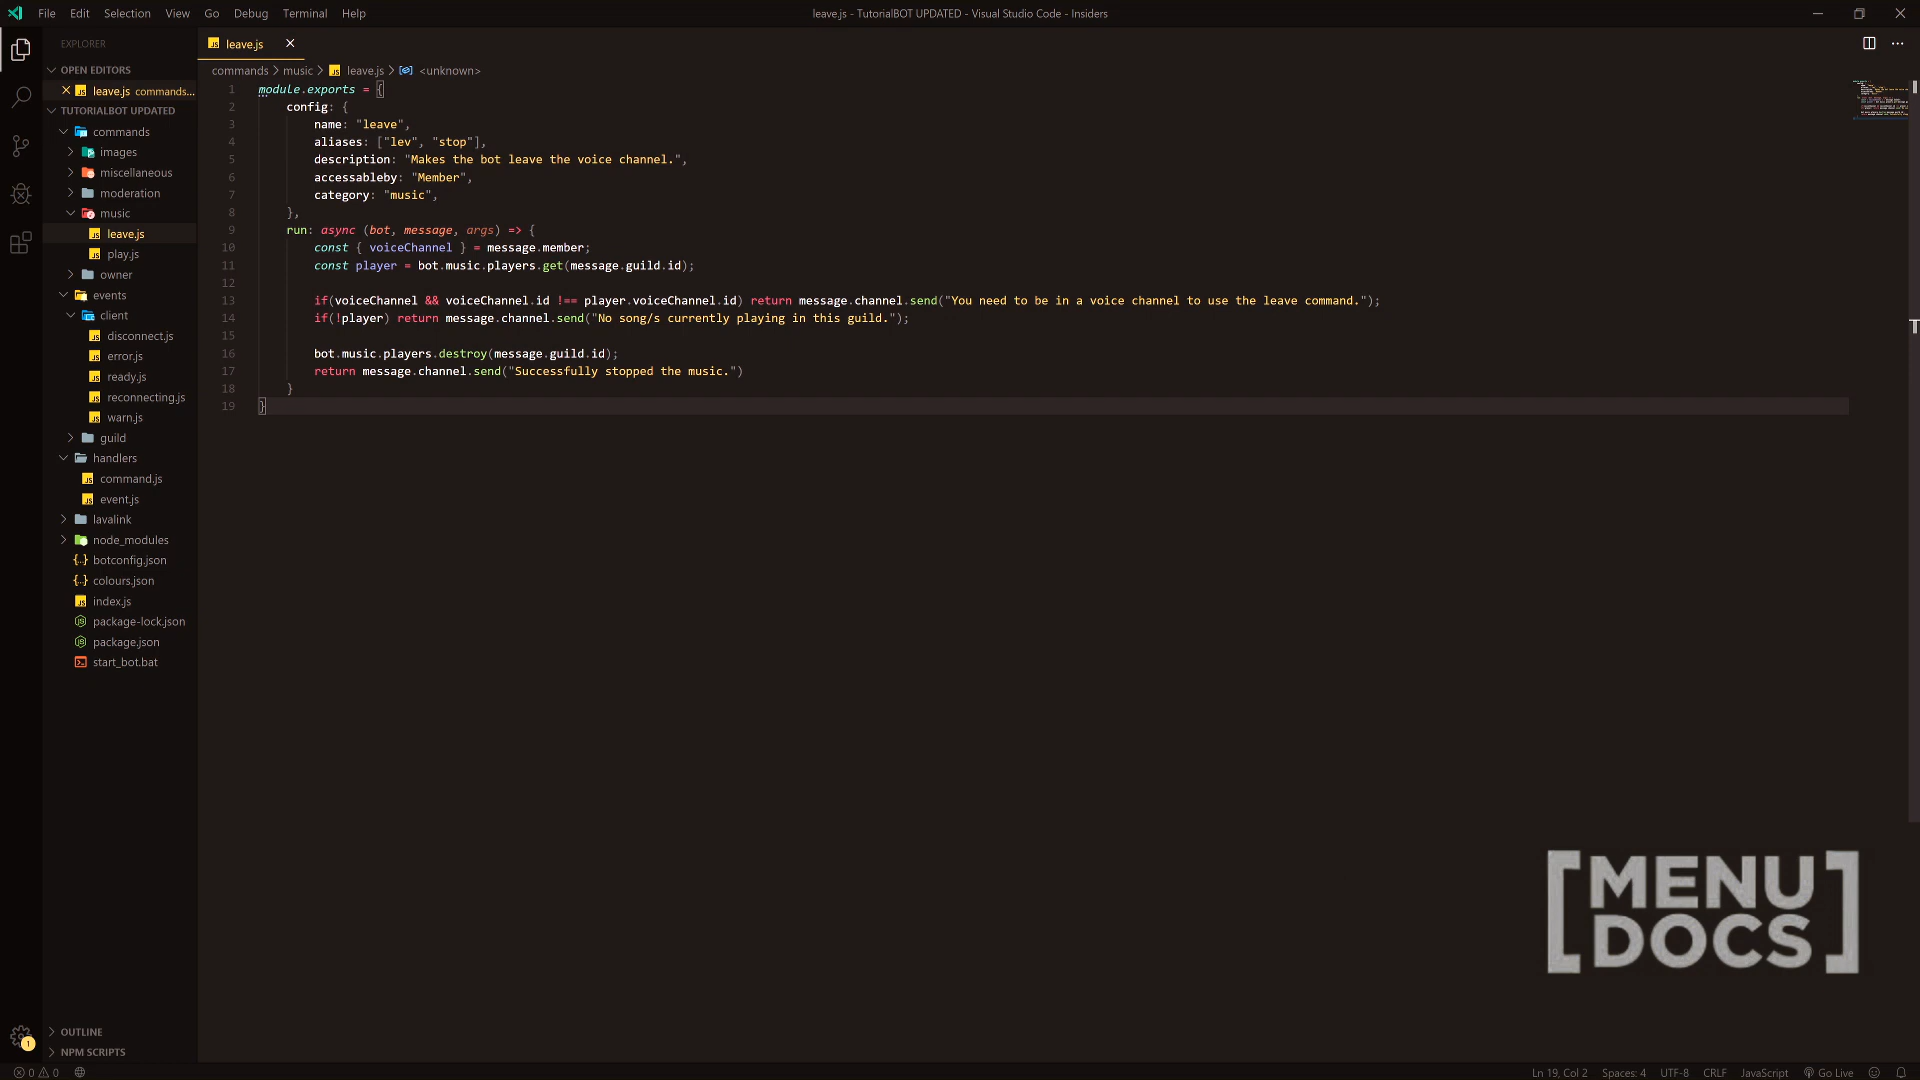 File Edit Selection View Go Debug Terminal Help
leave.js - TutorialBOT UPDATED - Visual Studio Code - Insiders
EXPLORER
OPEN EDITORS
leave.js commands...
TUTORIALBOT UPDATED
commands
images
miscellaneous
moderation
music
leave.js
play.js
owner
events
client
disconnect.js
error.js
ready.js
reconnecting.js
warn.js
guild
handlers
command.js
event.js
lavalink
node_modules
botconfig.json
colours.json
index.js
package-lock.json
package.json
start_bot.bat
OUTLINE
NPM SCRIPTS
leave.js
commands > music > leave.js > <unknown>
1 module.exports = {
2 config: {
3 name: "leave",
4 aliases: ["lev", "stop"],
5 description: "Makes the bot leave the voice channel.",
6 accessableby: "Member",
7 category: "music",
8 },
9 run: async (bot, message, args) => {
10 const { voiceChannel } = message.member;
11 const player = bot.music.players.get(message.guild.id);
12
13 if(voiceChannel && voiceChannel.id !== player.voiceChannel.id) return message.channel.send("You need to be in a voice channel to use the leave command.");
14 if(!player) return message.channel.send("No song/s currently playing in this guild.");
15
16 bot.music.players.destroy(message.guild.id);
17 return message.channel.send("Successfully stopped the music.")
18 }
19 }
[MENU
DOCS]
1
0 0
Ln 19, Col 2 Spaces: 4 UTF-8 CRLF JavaScript Go Live